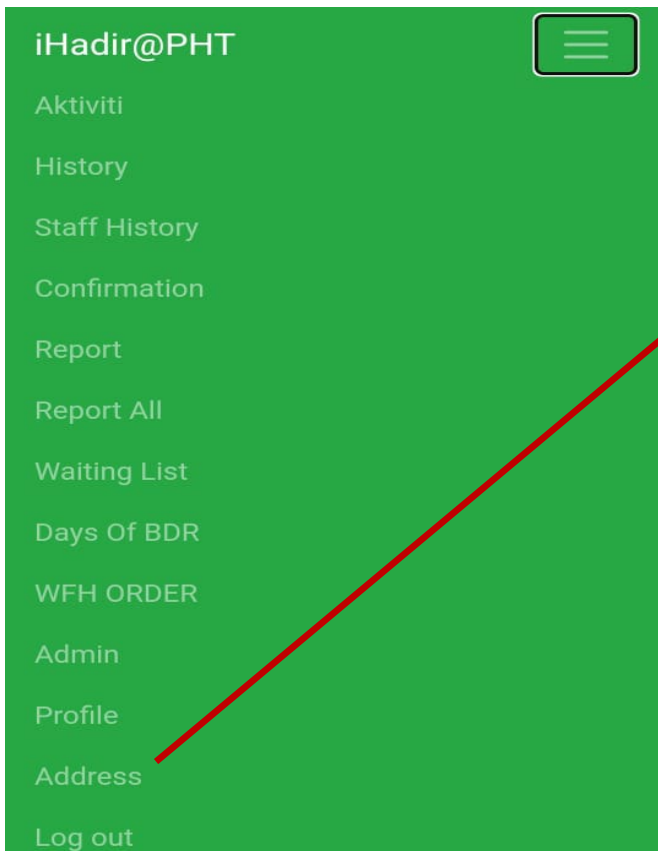 iHadir@PHT
Aktiviti
History
Staff History
Confirmation
Report
Report All
Waiting List
Days Of BDR
WFH ORDER
Admin
Profile
Address
Log out